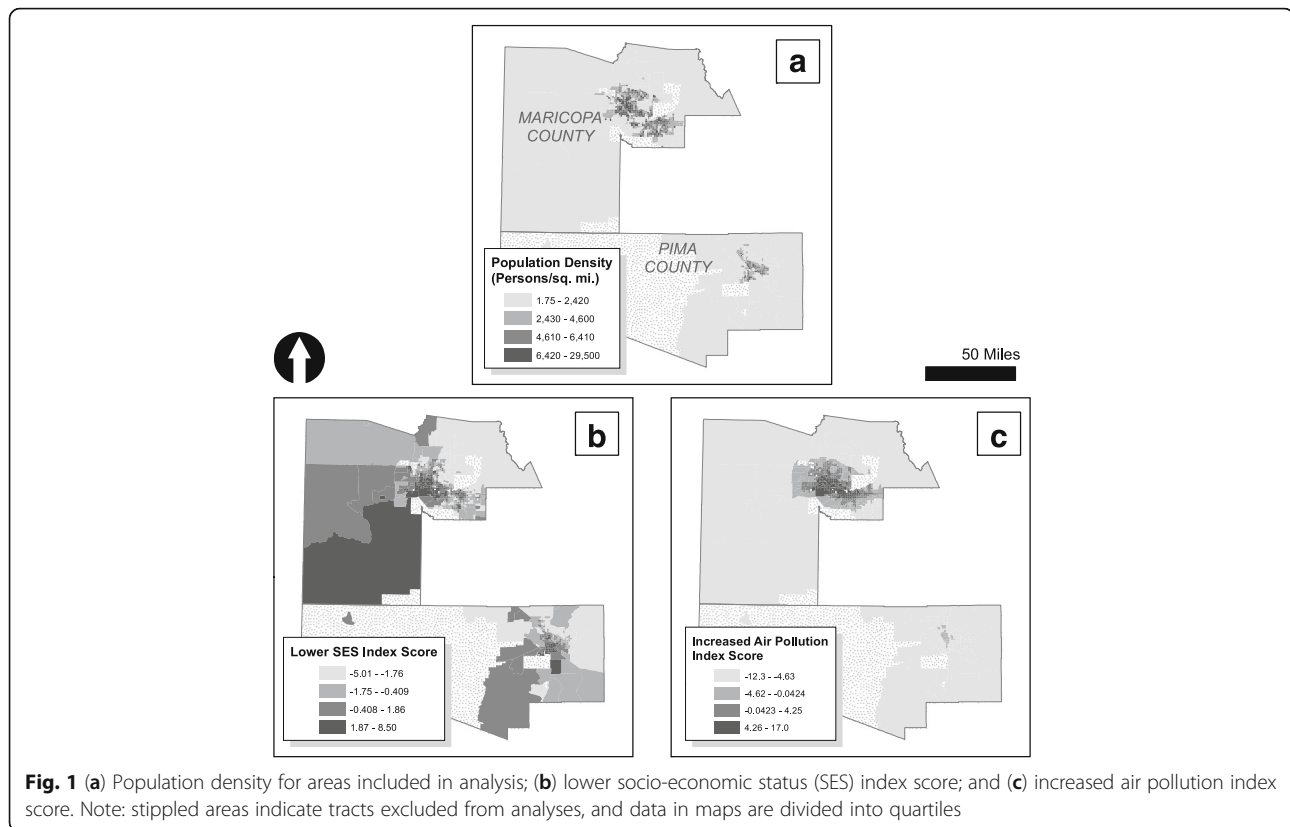 a
MARICOPA
COUNTY
PIMA
COUNTY
Population Density
(Persons/sq. mi.)
1.75 - 2,420
2,430 - 4,600
4,610 - 6,410
6,420 - 29,500
50 Miles
b
Lower SES Index Score
-5.01 - -1.76
-1.75 - -0.409
-0.408 - 1.86
1.87 - 8.50
c
Increased Air Pollution
Index Score
-12.3 - -4.63
-4.62 - -0.0424
-0.0423 - 4.25
4.26 - 17.0
Fig. 1 (a) Population density for areas included in analysis; (b) lower socio-economic status (SES) index score; and (c) increased air pollution index
score. Note: stippled areas indicate tracts excluded from analyses, and data in maps are divided into quartiles